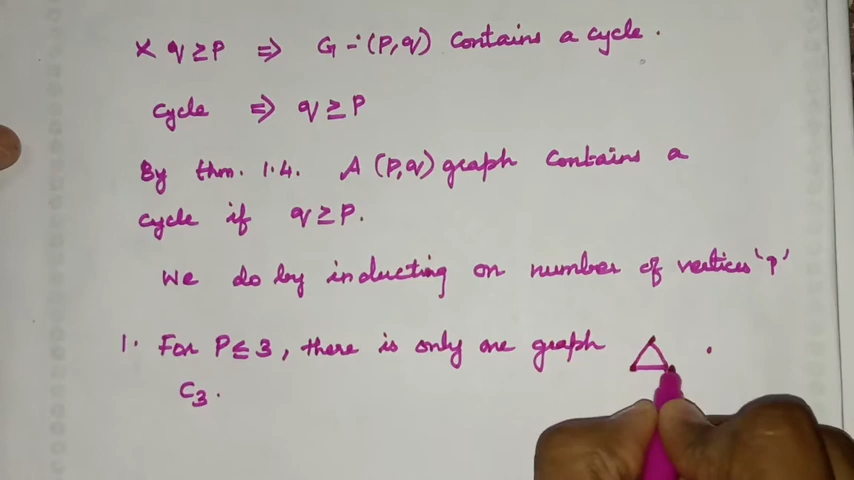 × q ≥ P ⇒ G - (P, q) Contains a cycle.
Cycle ⇒ q ≥ P
By thm. 1.4. A (P, q) graph contains a
cycle if q ≥ P.
We do by inducting on number of vertices 'p'
1. For P ≤ 3, there is only one graph
C₃.